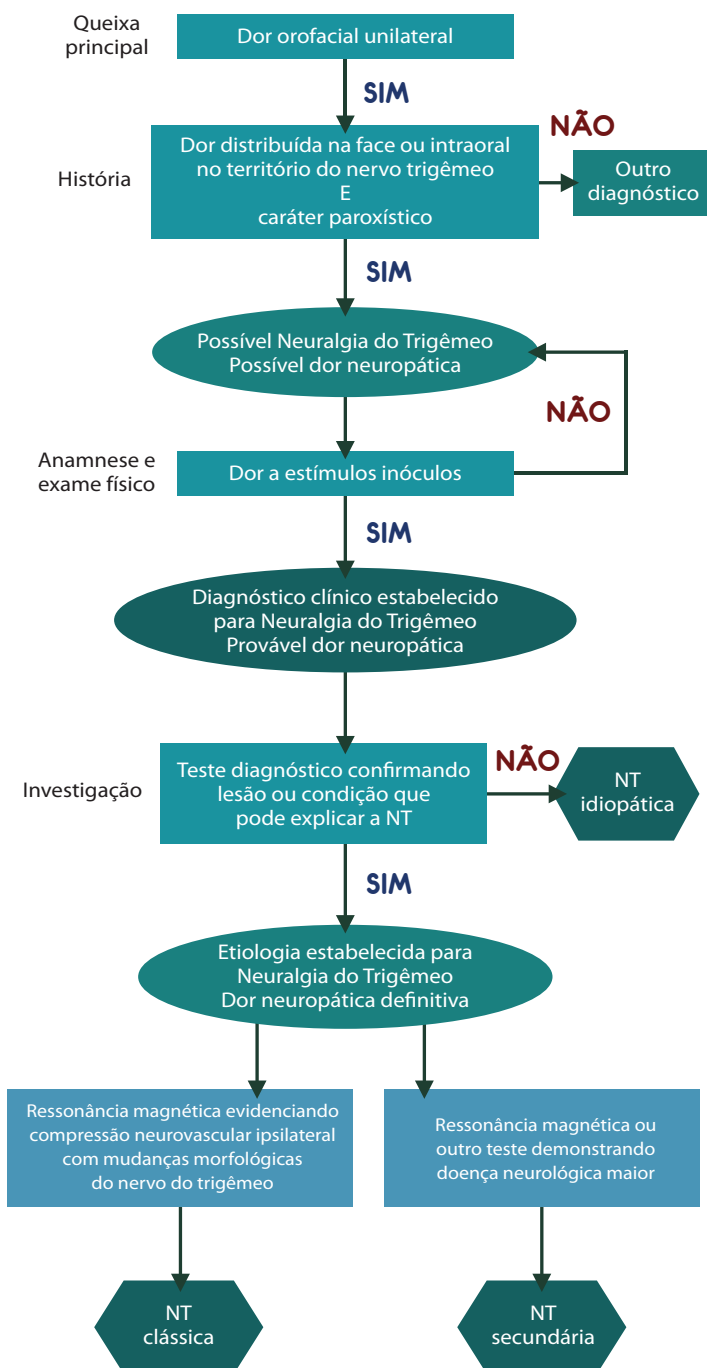 Queixa
principal
Dor orofacial unilateral
SIM
História
Dor distribuída na face ou intraoral
no território do nervo trigêmeo
E
caráter paroxístico
NÃO
Outro
diagnóstico
SIM
Possível Neuralgia do Trigêmeo
Possível dor neuropática
NÃO
Anamnese e
exame físico
Dor a estímulos inóculos
SIM
Diagnóstico clínico estabelecido
para Neuralgia do Trigêmeo
Provável dor neuropática
Investigação
Teste diagnóstico confirmando
lesão ou condição que
pode explicar a NT
NÃO
NT
idiopática
SIM
Etiologia estabelecida para
Neuralgia do Trigêmeo
Dor neuropática definitiva
Ressonância magnética evidenciando
compressão neurovascular ipsilateral
com mudanças morfológicas
do nervo do trigêmeo
Ressonância magnética ou
outro teste demonstrando
doença neurológica maior
NT
clássica
NT
secundária